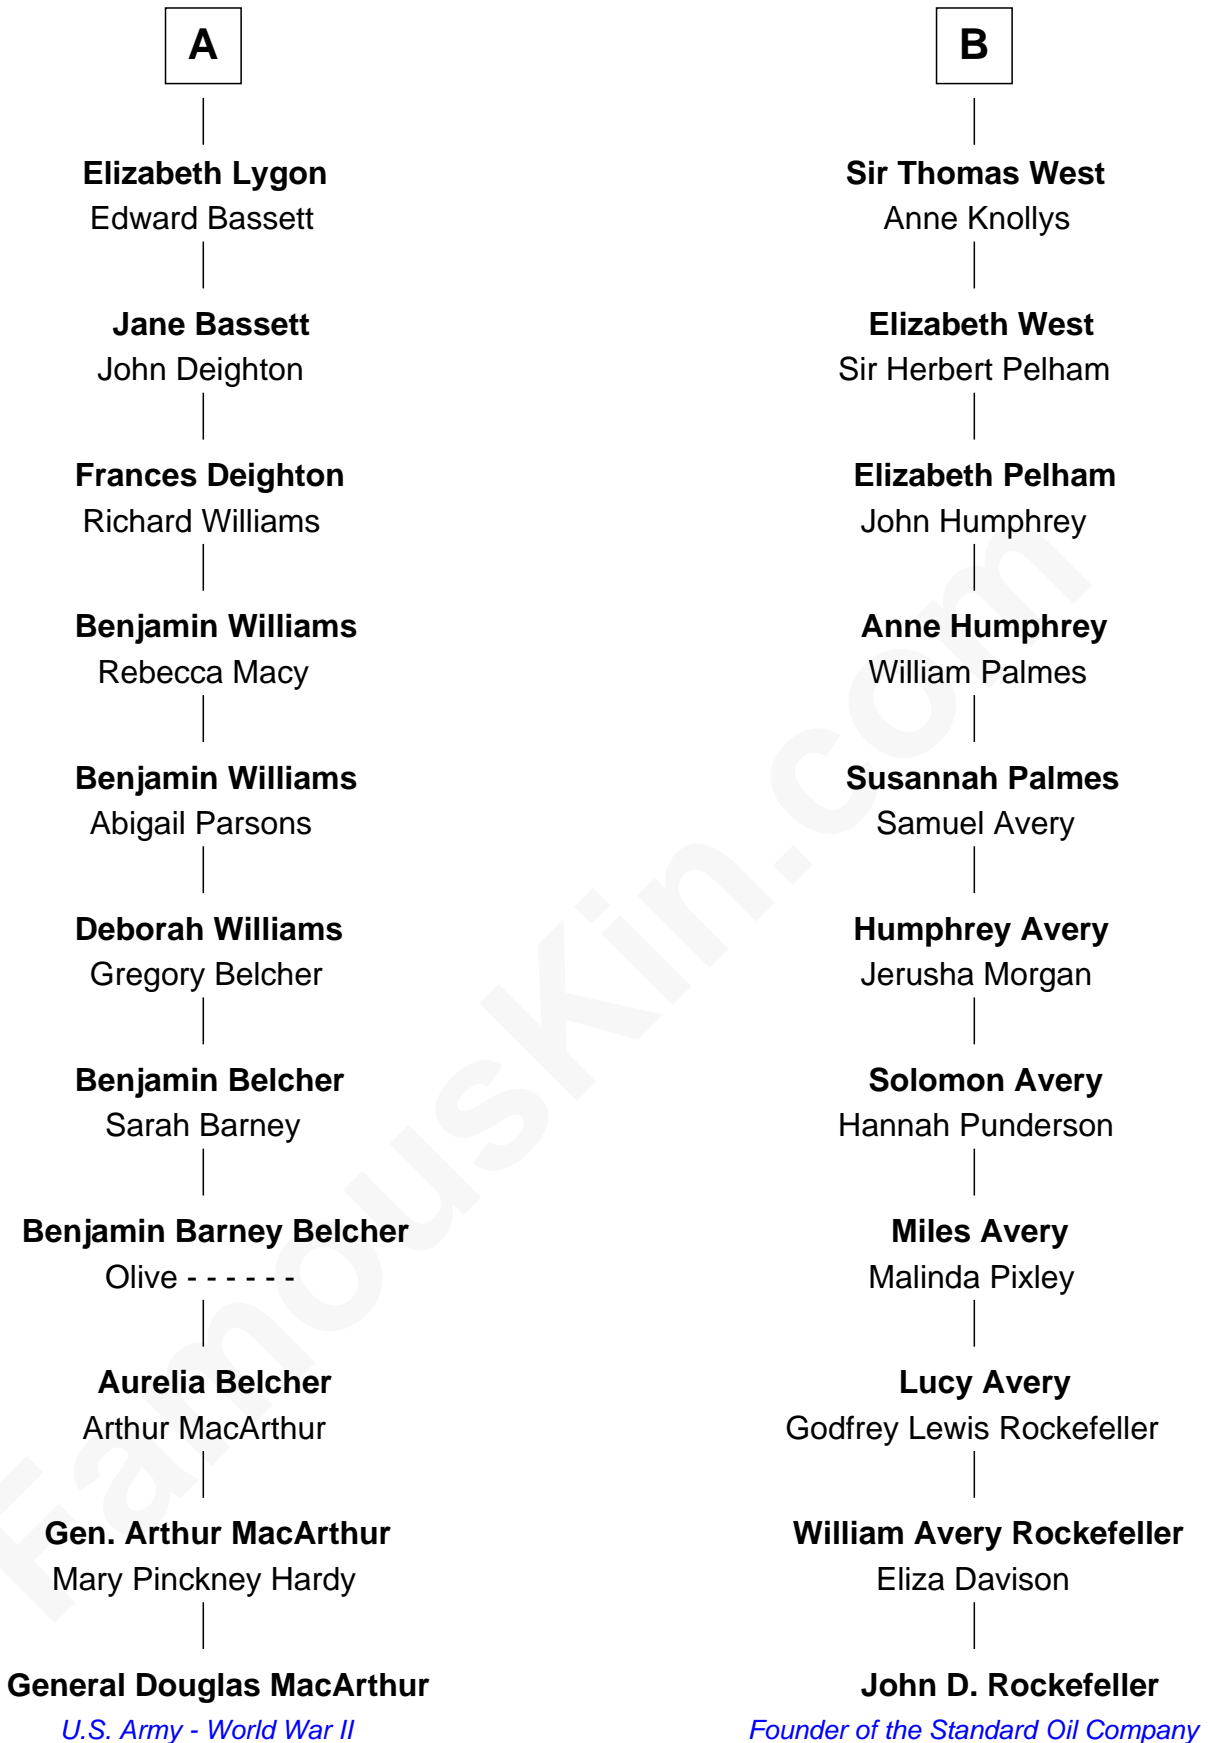 A
Elizabeth Lygon
Edward Bassett
Jane Bassett
John Deighton
Frances Deighton
Richard Williams
Benjamin Williams
Rebecca Macy
Benjamin Williams
Abigail Parsons
Deborah Williams
Gregory Belcher
Benjamin Belcher
Sarah Barney
Benjamin Barney Belcher
Olive - - - - - -
Aurelia Belcher
Arthur MacArthur
Gen. Arthur MacArthur
Mary Pinckney Hardy
General Douglas MacArthur
U.S. Army - World War II
B
Sir Thomas West
Anne Knollys
Elizabeth West
Sir Herbert Pelham
Elizabeth Pelham
John Humphrey
Anne Humphrey
William Palmes
Susannah Palmes
Samuel Avery
Humphrey Avery
Jerusha Morgan
Solomon Avery
Hannah Punderson
Miles Avery
Malinda Pixley
Lucy Avery
Godfrey Lewis Rockefeller
William Avery Rockefeller
Eliza Davison
John D. Rockefeller
Founder of the Standard Oil Company
FamousKin.com